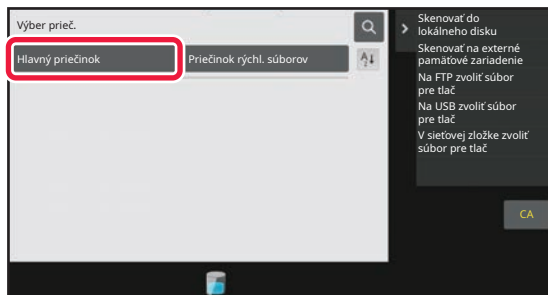 Výber prieč.
Hlavný priečinok
Priečinok rýchl. súborov
Skenovať do
lokálneho disku
Skenovať na externé
pamäťové zariadenie
Na FTP zvoliť súbor
pre tlač
Na USB zvoliť súbor
pre tlač
V sieťovej zložke zvoliť
súbor pre tlač
CA